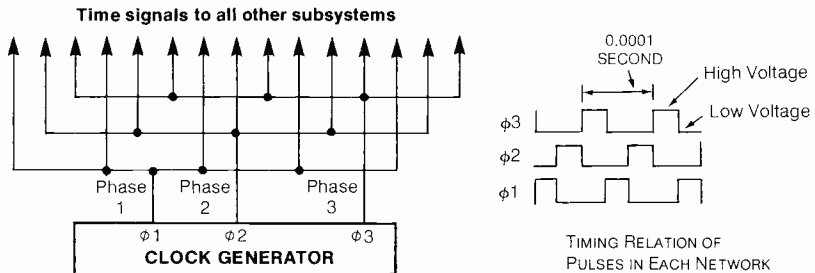 Time signals to all other subsystems
Phase 1
Phase 2
Phase 3
ϕ1 ϕ2 ϕ3
CLOCK GENERATOR
0.0001
SECOND
High Voltage
Low Voltage
ϕ3
ϕ2
ϕ1
TIMING RELATION OF
PULSES IN EACH NETWORK